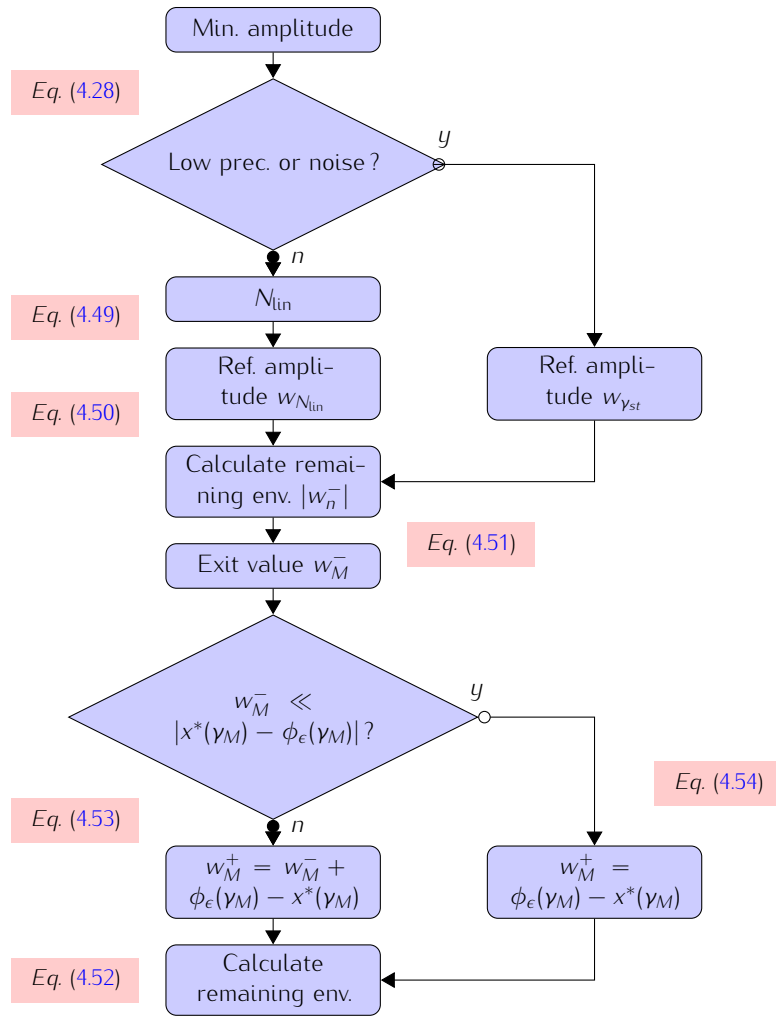 Min. amplitude
Eq. (4.28)
y
Low prec. or noise ?
n
N_lin
Eq. (4.49)
Ref. ampli-
tude w_{N_lin}
Ref. ampli-
tude w_{γ_st}
Eq. (4.50)
Calculate remai-
ning env. |w_n^−|
Eq. (4.51)
Exit value w_M^−
y
w_M^− ≪
|x*(γ_M) − ϕ_ϵ(γ_M)| ?
Eq. (4.54)
Eq. (4.53)
n
w_M^+ = w_M^− +
ϕ_ϵ(γ_M) − x*(γ_M)
w_M^+ =
ϕ_ϵ(γ_M) − x*(γ_M)
Eq. (4.52)
Calculate
remaining env.